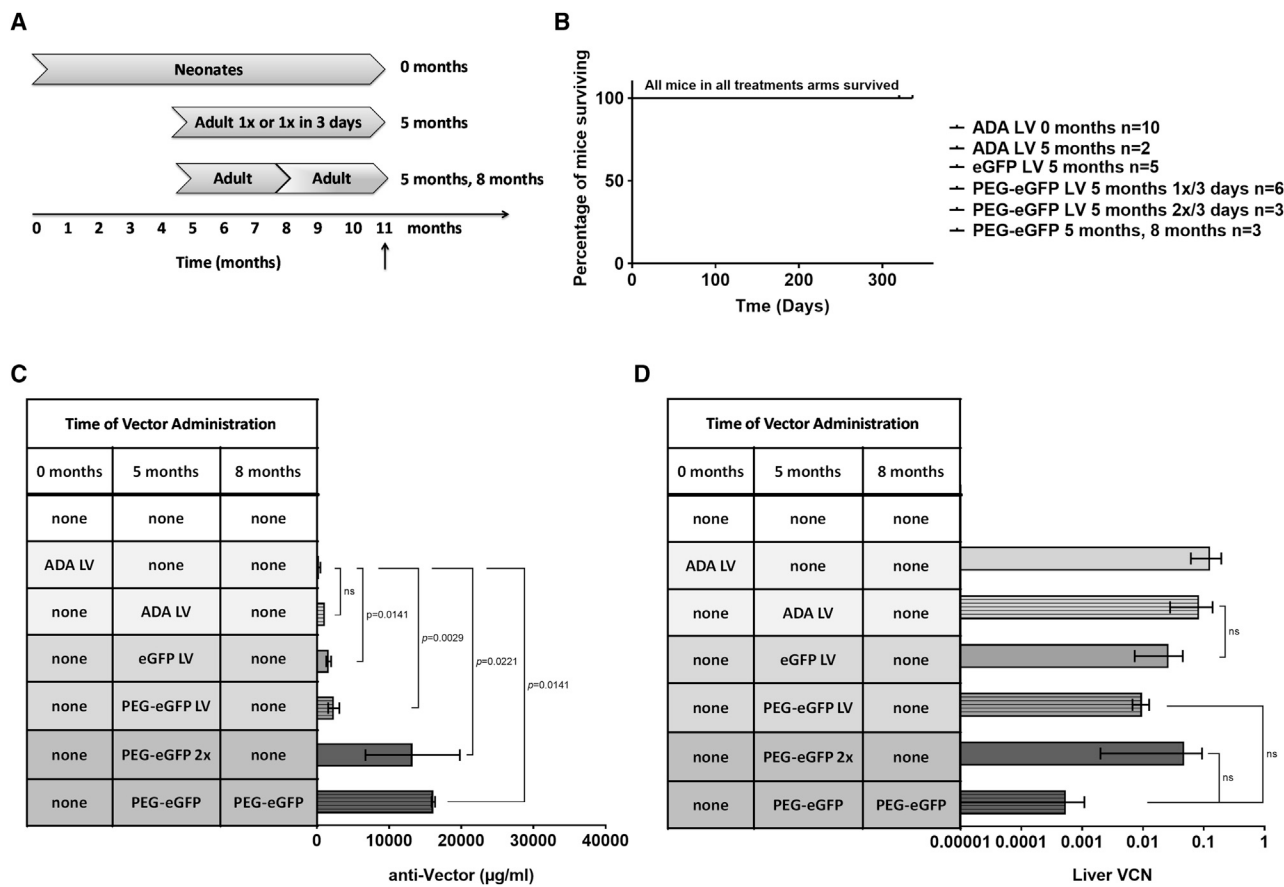 A
Neonates
0 months
Adult 1x or 1x in 3 days
5 months
Adult
Adult
5 months, 8 months
0 1 2 3 4 5 6 7 8 9 10 11 months
Time (months)
B
Percentage of mice surviving
100
50
0
All mice in all treatments arms survived
0 100 200 300
Tme (Days)
ADA LV 0 months n=10
ADA LV 5 months n=2
eGFP LV 5 months n=5
PEG-eGFP LV 5 months 1x/3 days n=6
PEG-eGFP LV 5 months 2x/3 days n=3
PEG-eGFP 5 months, 8 months n=3
C
Time of Vector Administration
0 months 5 months 8 months
none none none
ADA LV none none
none ADA LV none
none eGFP LV none
none PEG-eGFP LV none
none PEG-eGFP 2x none
none PEG-eGFP PEG-eGFP
ns
p=0.0141
p=0.0029
p=0.0221
p=0.0141
0 10000 20000 30000 40000
anti-Vector (µg/ml)
D
Time of Vector Administration
0 months 5 months 8 months
none none none
ADA LV none none
none ADA LV none
none eGFP LV none
none PEG-eGFP LV none
none PEG-eGFP 2x none
none PEG-eGFP PEG-eGFP
ns
ns
ns
0.00001 0.0001 0.001 0.01 0.1 1
Liver VCN